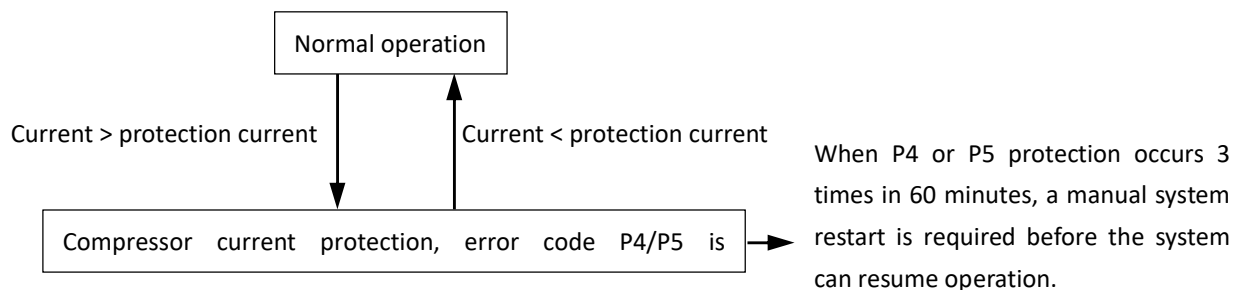 Normal operation
Current > protection current
Current < protection current
Compressor current protection, error code P4/P5 is
When P4 or P5 protection occurs 3
times in 60 minutes, a manual system
restart is required before the system
can resume operation.